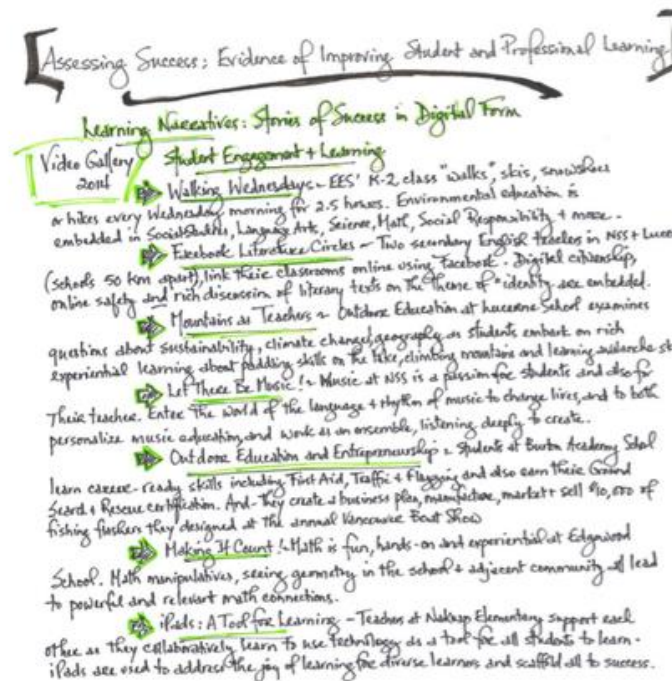 [Assessing Success: Evidence of Improving Student and Professional Learning]
Learning Narratives: Stories of Success in Digital Form
Video Gallery
2014
Student Engagement + Learning
Walking Wednesdays ~ EES' K-2 class "walks", skis, snowshoes
or hikes every Wednesday morning for 2.5 hours. Environmental education is
embedded in Social Studies, Language Arts, Science, Math, Social Responsibility + more.
Facebook Literature Circles ~ Two secondary English teachers in NSS + Lucerne
(schools 50 km apart), link their classrooms online using Facebook. Digital citizenship,
online safety and rich discussion of literary texts on the theme of "identity" are embedded.
Mountains as Teachers ~ Outdoor Education at Lucerne School examines
questions about sustainability, climate change, geography as students embark on rich
experiential learning about paddling skills on the lake, climbing mountains and learning avalanche
Let There Be Music! ~ Music at NSS is a passion for students and also for
their teacher. Enter the world of the language + rhythm of music to change lives, and to both
personalize music education, and work as an ensemble, listening deeply to create.
Outdoor Education and Entrepreneurship ~ Students at Burton Academy School
learn career-ready skills including First Aid, Traffic + Flagging, and also earn their Ground
Search + Rescue certification. And - They create a business plan, manufacture, market + sell $10,000 of
fishing flashers they designed at the annual Vancouver Boat Show
Making It Count! ~ Math is fun, hands-on and experiential at Edgewood
School. Math manipulatives, seeing geometry in the school + adjacent community all lead
to powerful and relevant math connections.
iPads: A Tool for Learning ~ Teachers at Nakusp Elementary support each
other as they collaboratively learn to use technology as a tool for all students to learn.
iPads are used to address the joy of learning for diverse learners and scaffold all to success.